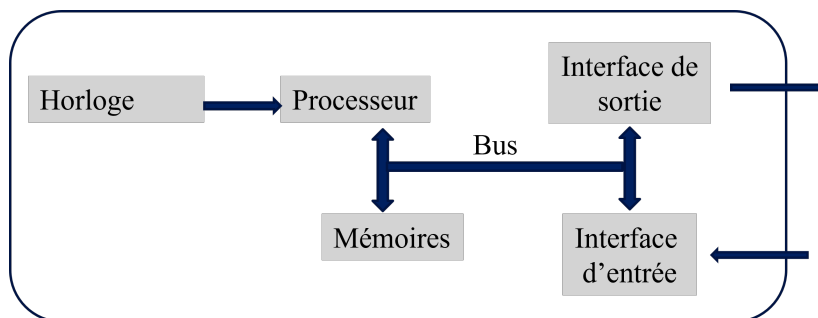 Horloge
Processeur
Interface de
sortie
Bus
Mémoires
Interface
d’entrée